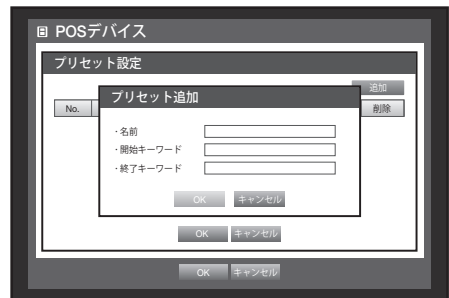 POSデバイス
プリセット設定
追加
プリセット追加
No.
削除
・名前
・開始キーワード
・終了キーワード
OK キャンセル
OK キャンセル
OK キャンセル